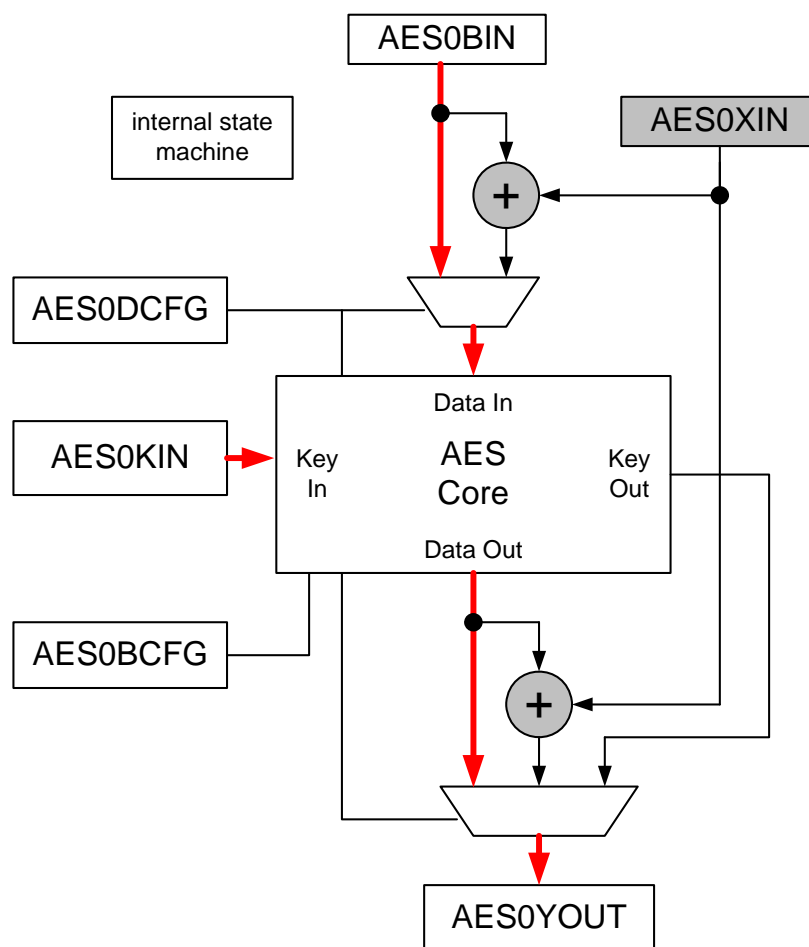 AES0BIN
internal state
machine
AES0XIN
+
AES0DCFG
Data In
AES0KIN
Key
In
AES
Core
Key
Out
Data Out
AES0BCFG
+
AES0YOUT